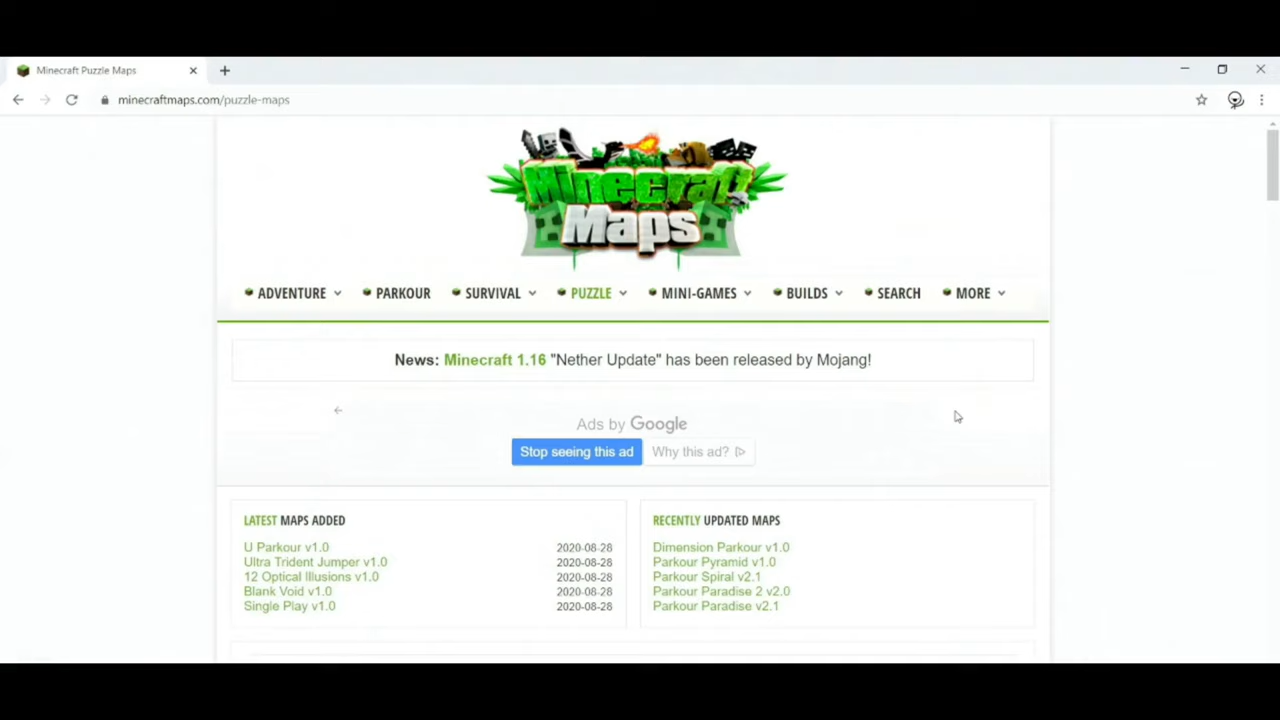 Minecraft Puzzle Maps
minecraftmaps.com/puzzle-maps
Minecraft
Maps
ADVENTURE PARKOUR SURVIVAL PUZZLE MINI-GAMES BUILDS SEARCH MORE
News: Minecraft 1.16 "Nether Update" has been released by Mojang!
Ads by Google
Stop seeing this ad Why this ad?
LATEST MAPS ADDED
U Parkour v1.0 2020-08-28
Ultra Trident Jumper v1.0 2020-08-28
12 Optical Illusions v1.0 2020-08-28
Blank Void v1.0 2020-08-28
Single Play v1.0 2020-08-28
RECENTLY UPDATED MAPS
Dimension Parkour v1.0
Parkour Pyramid v1.0
Parkour Spiral v2.1
Parkour Paradise 2 v2.0
Parkour Paradise v2.1